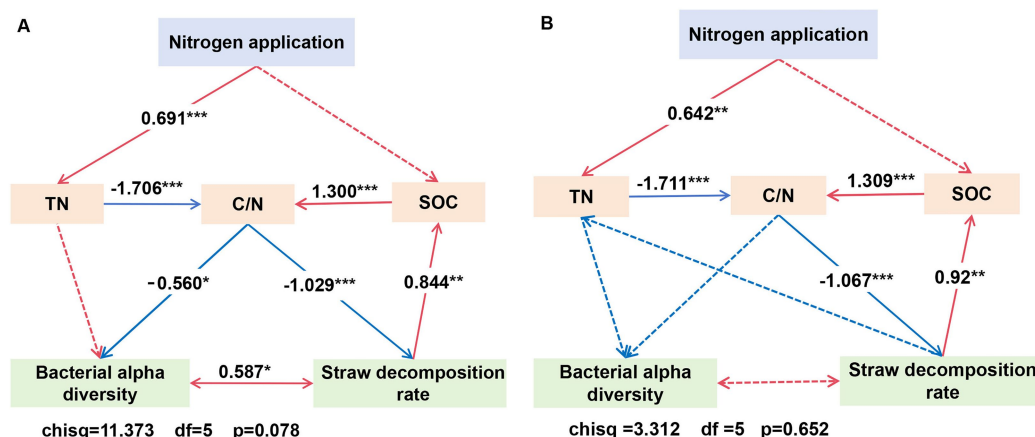 A
Nitrogen application
0.691***
TN
-1.706***
C/N
1.300***
SOC
-0.560*
-1.029***
0.844**
Bacterial alpha
diversity
0.587*
Straw decomposition
rate
chisq=11.373 df=5 p=0.078
B
Nitrogen application
0.642**
TN
-1.711***
C/N
1.309***
SOC
-1.067***
0.92**
Bacterial alpha
diversity
Straw decomposition
rate
chisq =3.312 df =5 p=0.652